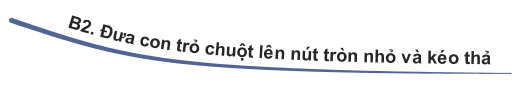 B2. Đưa con trỏ chuột lên nút tròn nhỏ và kéo thả